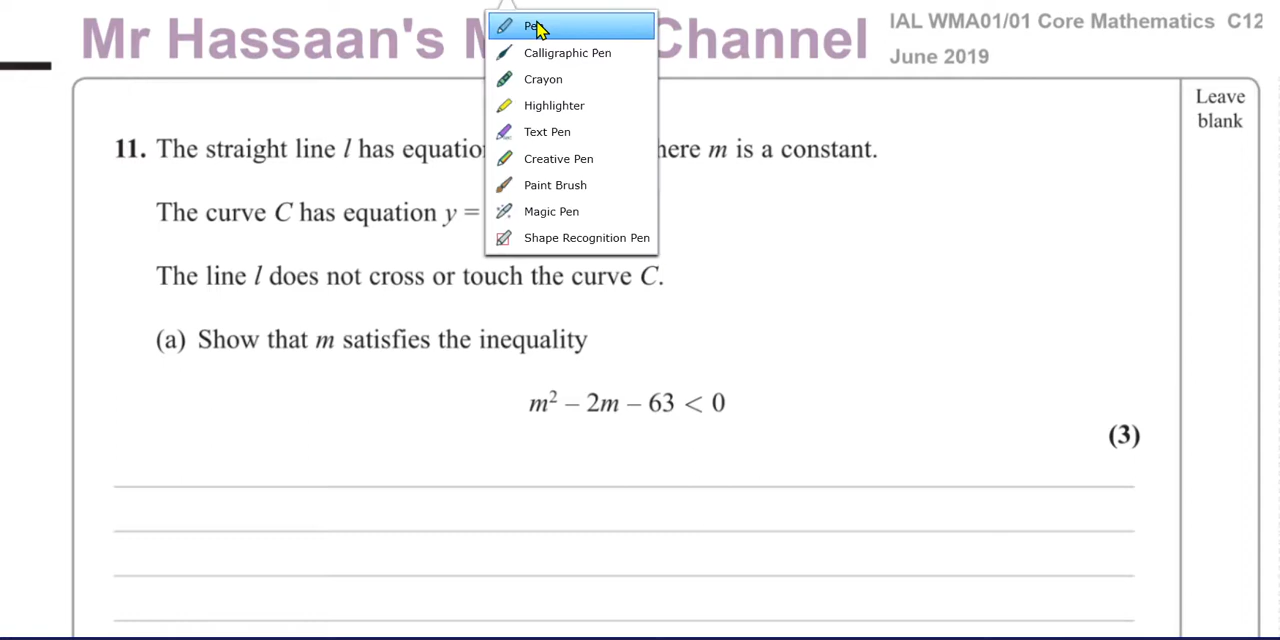 Mr Hassaan's Channel
IAL WMA01/01 Core Mathematics C12
June 2019
Pen
Calligraphic Pen
Crayon
Highlighter
Text Pen
Creative Pen
Paint Brush
Magic Pen
Shape Recognition Pen
Leave
blank
11. The straight line l has equation where m is a constant.
The curve C has equation y =
The line l does not cross or touch the curve C.
(a) Show that m satisfies the inequality
m² – 2m – 63 < 0
(3)